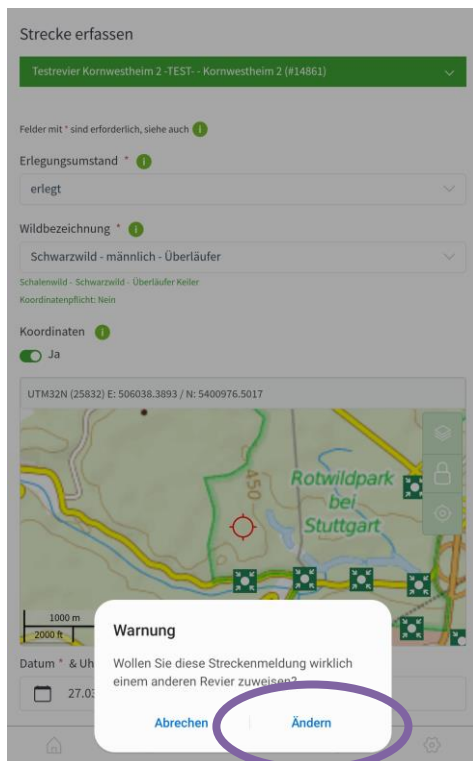 Strecke erfassen
Testrevier Kornwestheim 2 -TEST- - Kornwestheim 2 (#14861)
Felder mit * sind erforderlich, siehe auch i
Erlegungsumstand * i
erlegt
Wildbezeichnung * i
Schwarzwild - männlich - Überläufer
Schalenwild - Schwarzwild - Überläufer Keiler
Koordinatenpflicht: Nein
Koordinaten i
Ja
UTM32N (25832) E: 506038.3893 / N: 5400976.5017
450
Rotwildpark
bei
Stuttgart
1000 m
2000 ft
Datum * & Uh
27.03
Warnung
Wollen Sie diese Streckenmeldung wirklich
einem anderen Revier zuweisen?
Abrechen
Ändern